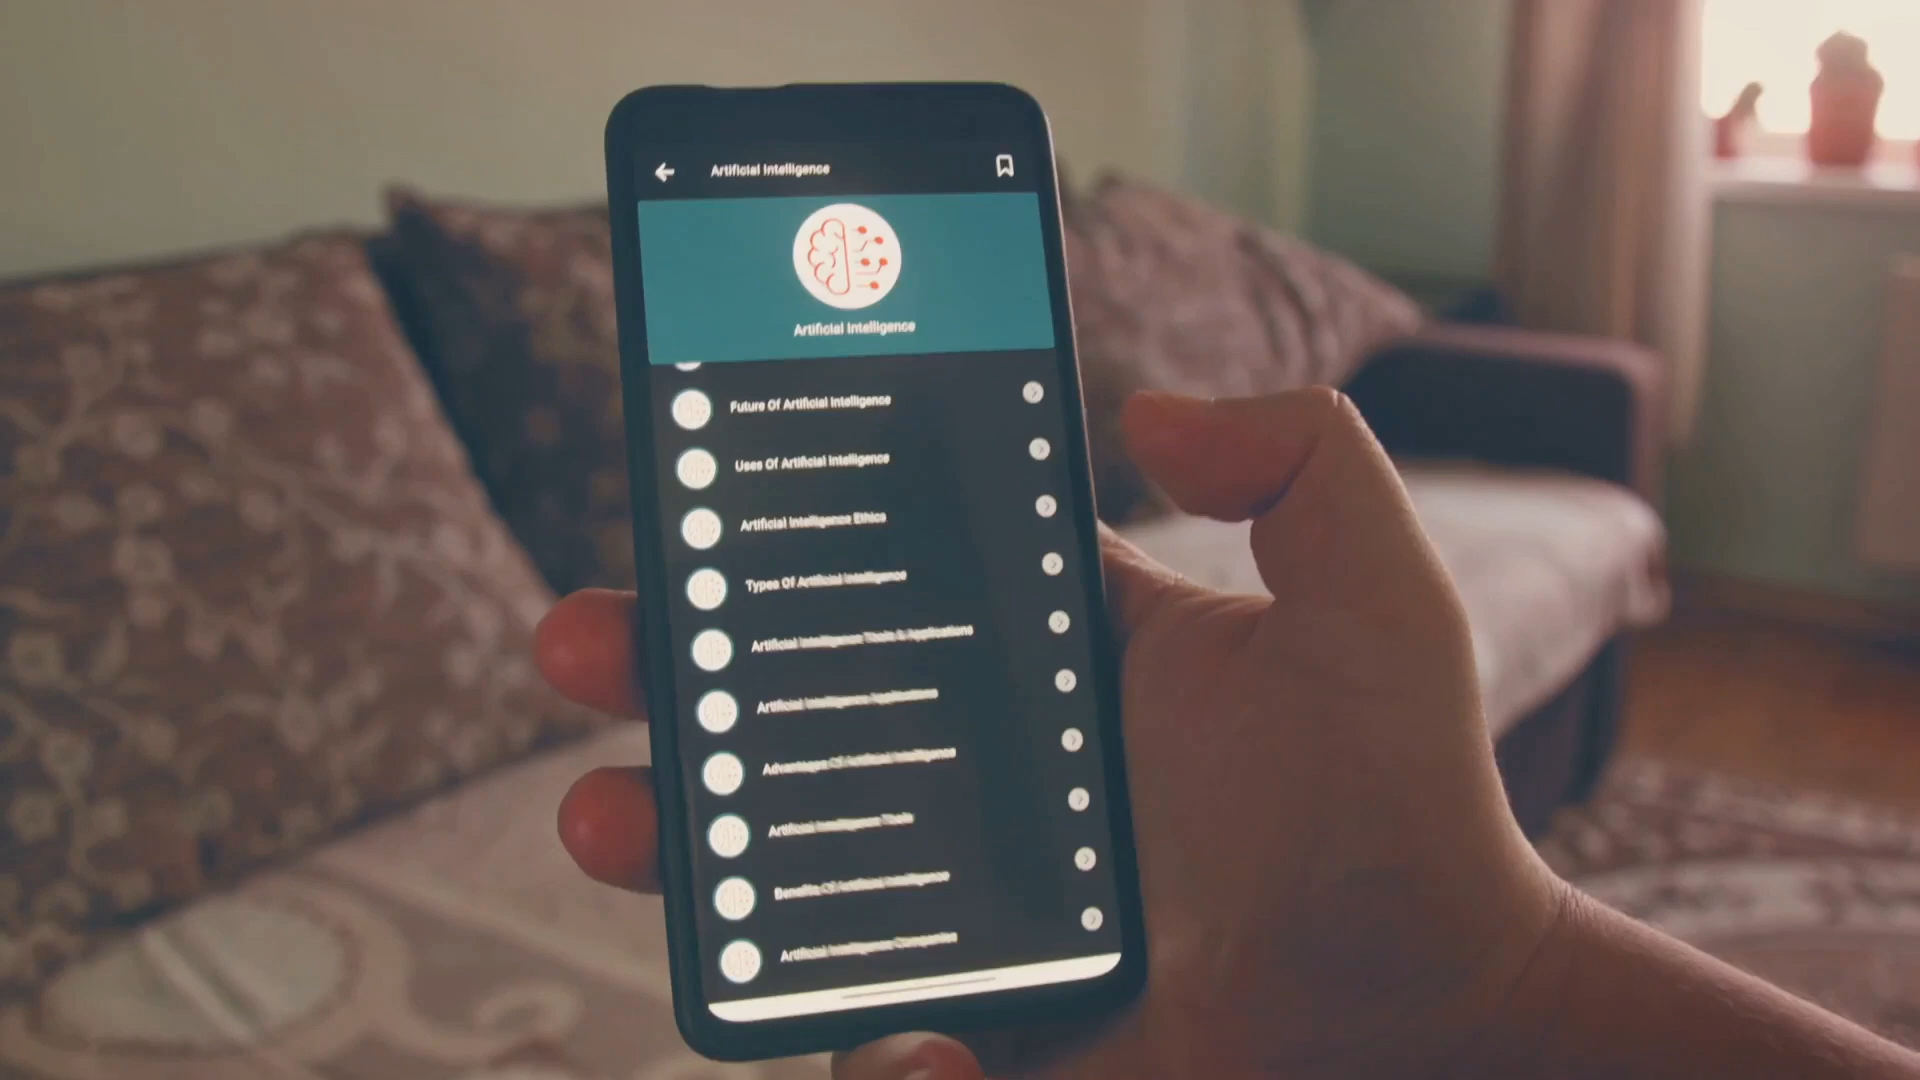 Artificial Intelligence
Artificial Intelligence
Future Of Artificial Intelligence
Uses Of Artificial Intelligence
Artificial Intelligence Ethics
Types Of Artificial Intelligence
Artificial Intelligence Tools & Applications
Artificial Intelligence Applications
Advantages Of Artificial Intelligence
Artificial Intelligence Tools
Benefits Of Artificial Intelligence
Artificial Intelligence Companies